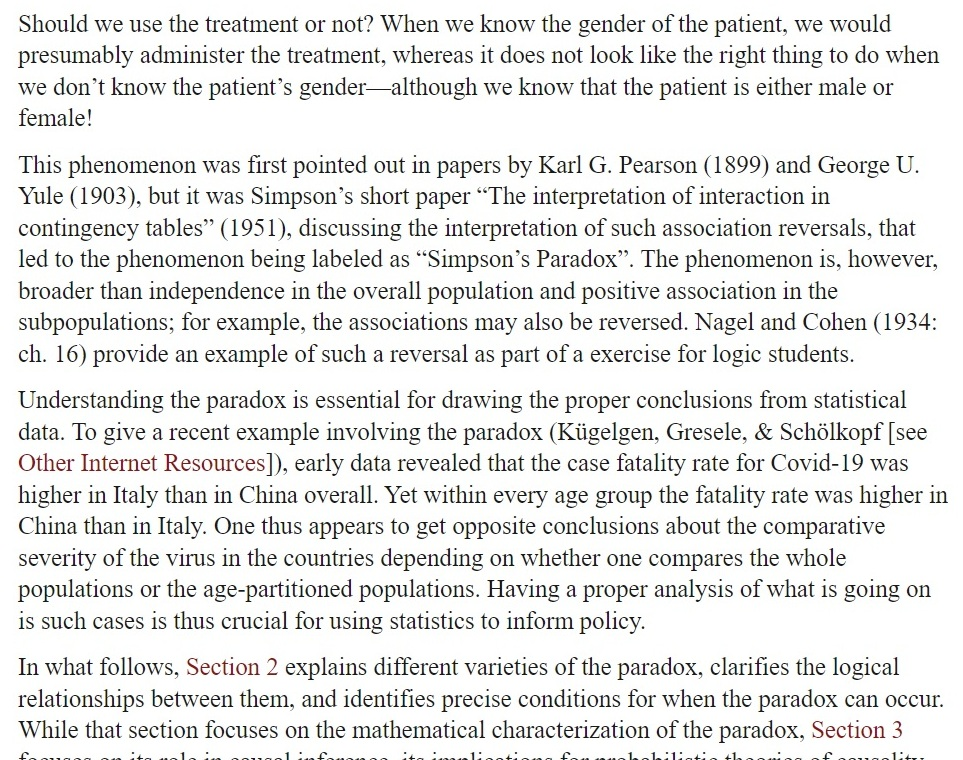 Should we use the treatment or not? When we know the gender of the patient, we would
presumably administer the treatment, whereas it does not look like the right thing to do when
we don’t know the patient’s gender—although we know that the patient is either male or
female!
This phenomenon was first pointed out in papers by Karl G. Pearson (1899) and George U.
Yule (1903), but it was Simpson’s short paper “The interpretation of interaction in
contingency tables” (1951), discussing the interpretation of such association reversals, that
led to the phenomenon being labeled as “Simpson’s Paradox”. The phenomenon is, however,
broader than independence in the overall population and positive association in the
subpopulations; for example, the associations may also be reversed. Nagel and Cohen (1934:
ch. 16) provide an example of such a reversal as part of a exercise for logic students.
Understanding the paradox is essential for drawing the proper conclusions from statistical
data. To give a recent example involving the paradox (Kügelgen, Gresele, & Schölkopf [see
Other Internet Resources]), early data revealed that the case fatality rate for Covid-19 was
higher in Italy than in China overall. Yet within every age group the fatality rate was higher in
China than in Italy. One thus appears to get opposite conclusions about the comparative
severity of the virus in the countries depending on whether one compares the whole
populations or the age-partitioned populations. Having a proper analysis of what is going on
is such cases is thus crucial for using statistics to inform policy.
In what follows, Section 2 explains different varieties of the paradox, clarifies the logical
relationships between them, and identifies precise conditions for when the paradox can occur.
While that section focuses on the mathematical characterization of the paradox, Section 3
focuses on its role in causal inference, its implications for probabilistic theories of causality,